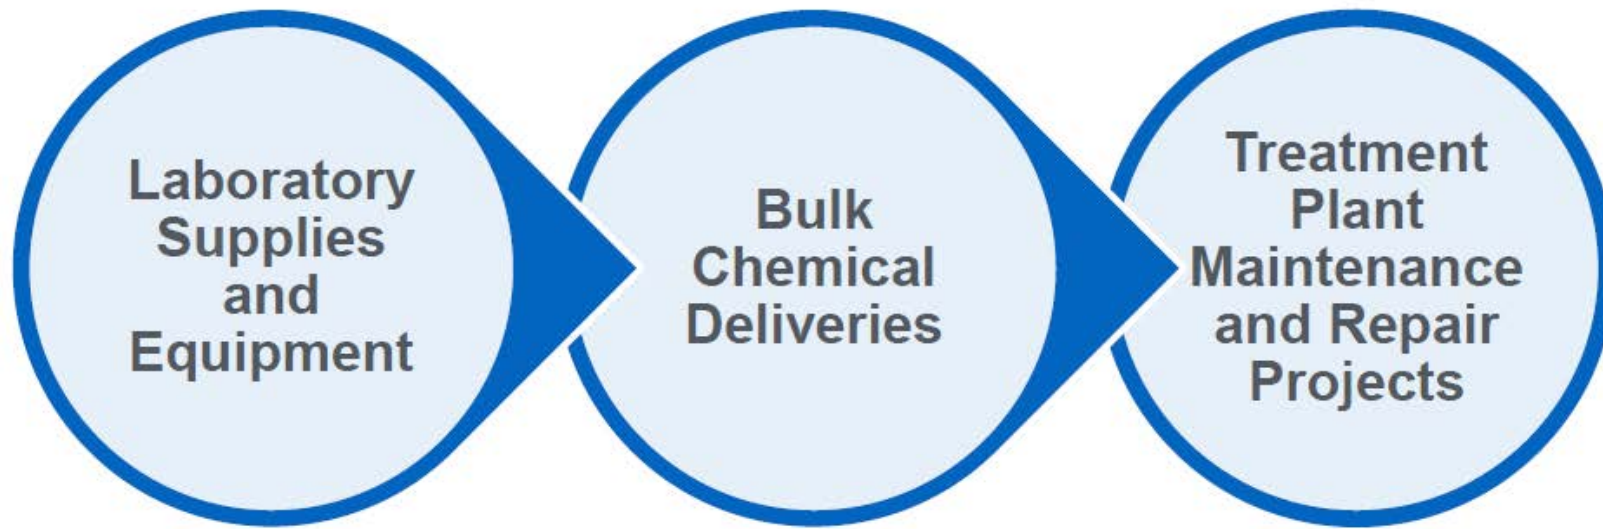 Laboratory
Supplies
and
Equipment
Bulk
Chemical
Deliveries
Treatment
Plant
Maintenance
and Repair
Projects